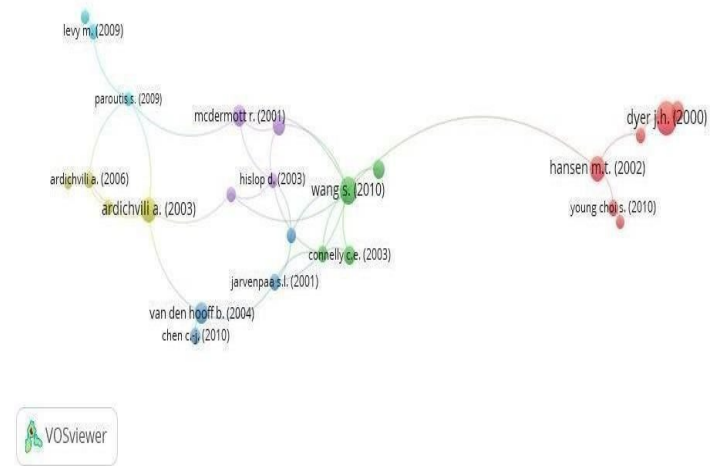 levy m. (2009)
dyer j.h. (2000)
paroutis s. (2009)
mcdermott r. (2001)
hansen m.t. (2002)
ardichvili a. (2006)
hislop d. (2003)
wang s. (2010)
ardichvili a. (2003)
young choi s. (2010)
connelly c.e. (2003)
jarvenpaa s.l. (2001)
van den hooff b. (2004)
chen c.-j. (2010)
VOSviewer